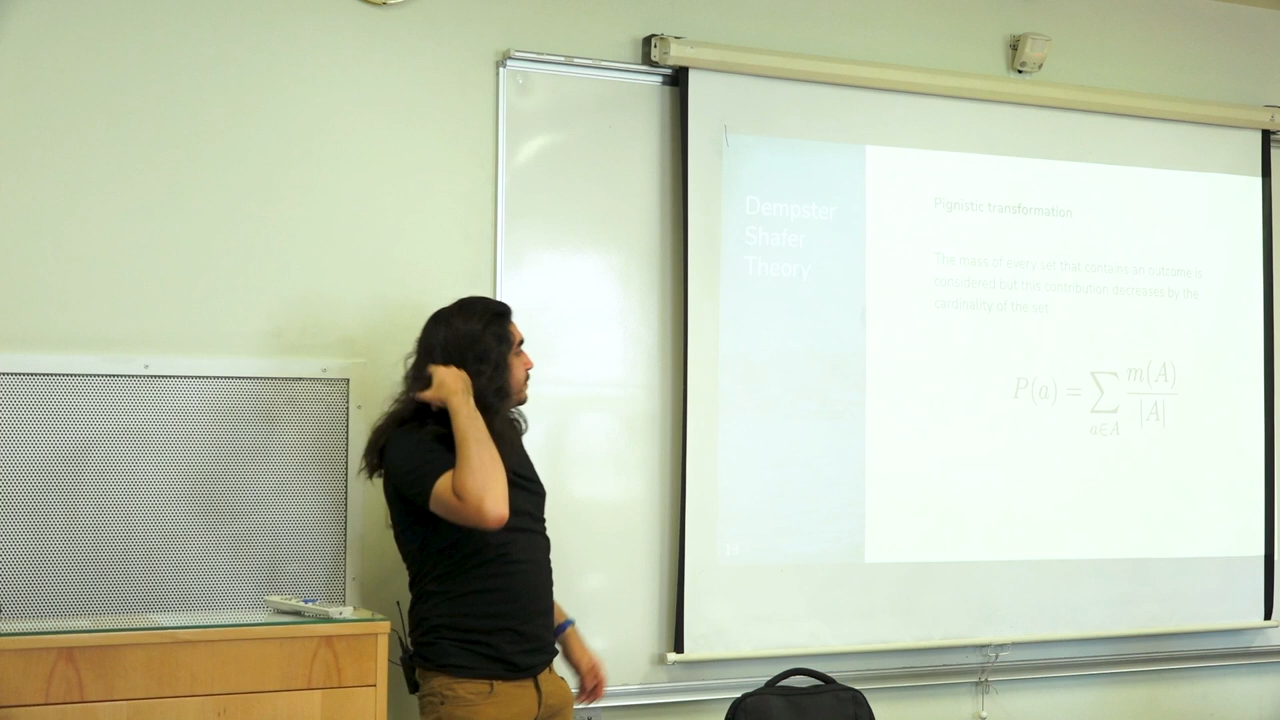 Dempster
Shafer
Theory
Pignistic transformation
The mass of every set that contains an outcome is
considered but this contribution decreases by the
cardinality of the set
P(a) = ∑ m(A)
|A|
a∈A
13